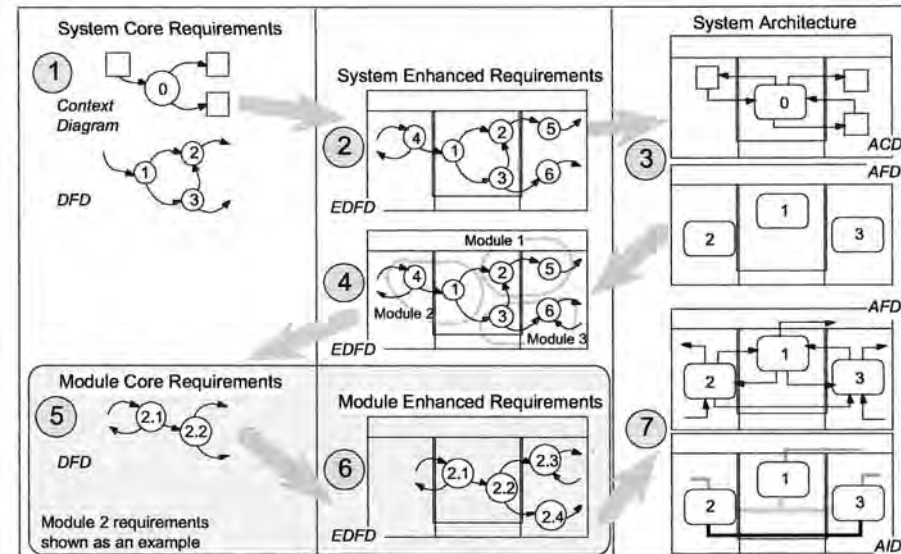 System Core Requirements
1
0
Context
Diagram
1
2
3
DFD
System Enhanced Requirements
2
4
1
2
5
3
6
EDFD
System Architecture
3
0
ACD
AFD
2
1
3
4
Module 1
4
1
2
5
3
6
Module 2
Module 3
EDFD
Module Core Requirements
5
2.1
2.2
DFD
Module 2 requirements
shown as an example
Module Enhanced Requirements
6
2.1
2.2
2.3
2.4
EDFD
7
AFD
2
1
3
2
1
3
AID